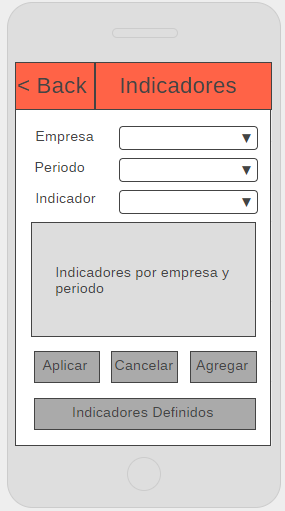 < Back Indicadores
Empresa
Periodo
Indicador
Indicadores por empresa y
periodo
Aplicar Cancelar Agregar
Indicadores Definidos